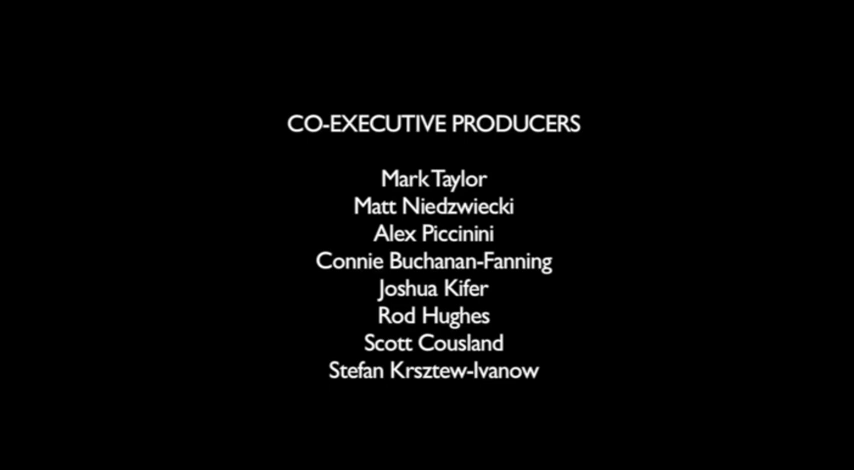 CO-EXECUTIVE PRODUCERS
Mark Taylor
Matt Niedzwiecki
Alex Piccinini
Connie Buchanan-Fanning
Joshua Kifer
Rod Hughes
Scott Cousland
Stefan Krsztew-Ivanow